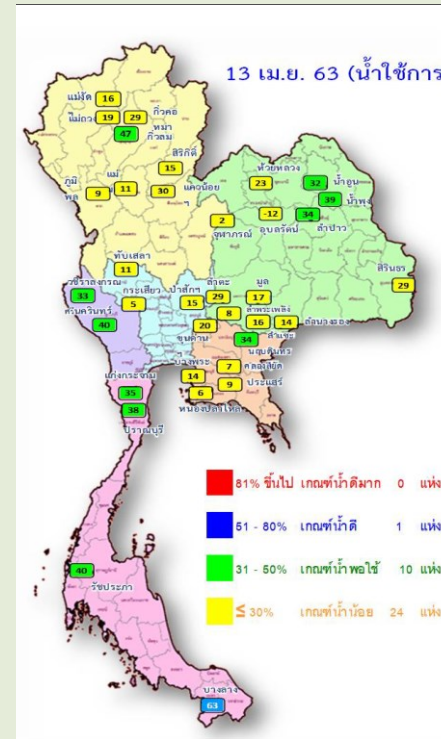 13 เม.ย. 63 (น้ำใช้การ
แม่งัด 16
แม่กวง 19 29 กิ่วคอหมา
47 กิ่วลม
สิริกิติ์
15
ภูมิพล 9
แม่ 11
30 แควน้อยฯ
ห้วยหลวง
23
32 น้ำอูน
39 น้ำพุง
-12 อุบลรัตน์
34 ลำปาว
2
จุฬาภรณ์
สิรินธร
29
ทับเสลา
11
วชิราลงกรณ
33
กระเสียว
5
ป่าสักฯ
15
29
มูล
17
8 ลำพระเพลิง
16 14
ลำแชะ
ศรีนครินทร์
40
20
ขุนด่านฯ
34
นฤบดินทร
บางพระ
14
7
คลองสียัด
9 ประแสร์
6
หนองปลาไหล
แก่งกระจาน
35
38
ปราณบุรี
81% ขึ้นไป เกณฑ์น้ำดีมาก 0 แห่ง
51 - 80% เกณฑ์น้ำดี 1 แห่ง
31 - 50% เกณฑ์น้ำพอใช้ 10 แห่ง
≤ 30% เกณฑ์น้ำน้อย 24 แห่ง
40
รัชประภา
บางลาง
63